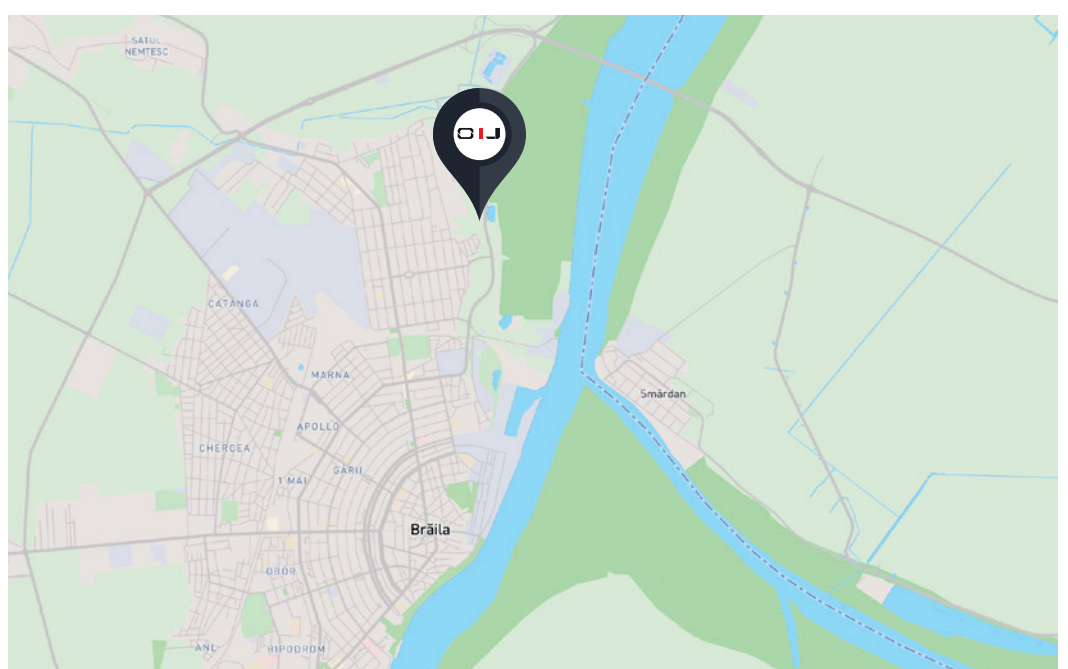 SATUL
NEMTESC
CATANGA
MARNA
Smârdan
APOLLO
CHERCEA
GĂRII
1 MAI
Brăila
OBOR
ANL
HIPODROM